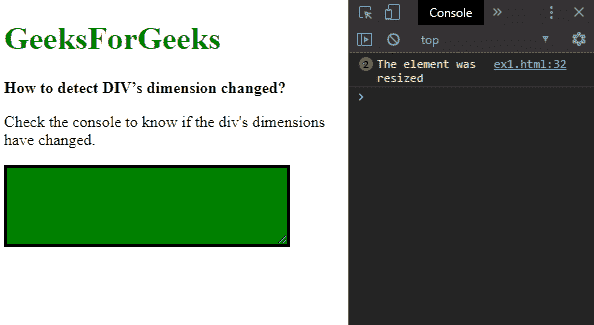 GeeksForGeeks
How to detect DIV’s dimension changed?
Check the console to know if the div's dimensions
have changed.
Console
top
2 The element was ex1.html:32
resized